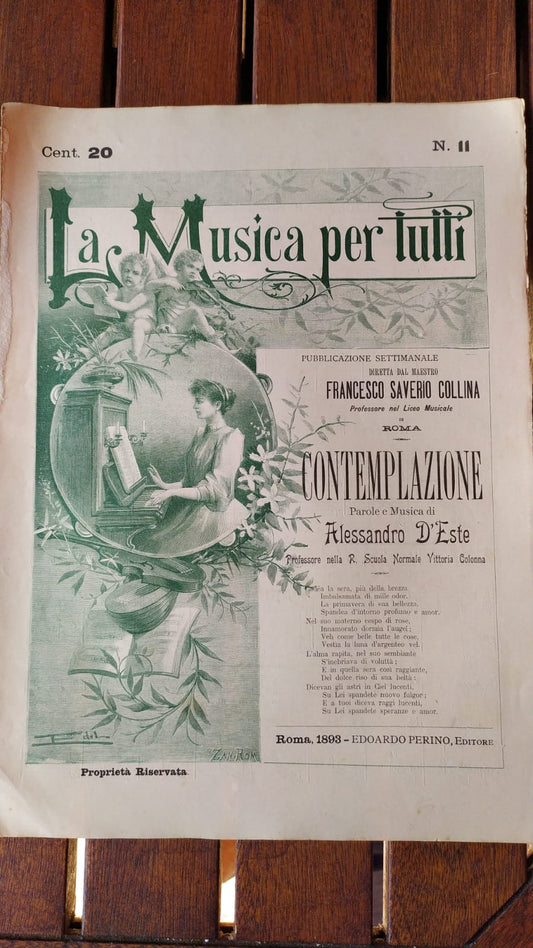 Cent. 20
N. 11
La Musica per tutti
PUBBLICAZIONE SETTIMANALE
DIRETTA DAL MAESTRO
FRANCESCO SAVERIO COLLINA
Professore nel Liceo Musicale
DI
ROMA
CONTEMPLAZIONE
Parole e Musica di
Alessandro D'Este
Professore nella R. Scuola Normale Vittoria Colonna
la sera, più della brezza
Imbalsamata di mille odor,
La primavera di sua bellezza,
Spandea d'intorno profumo e amor.
Nel suo materno cespo di rose,
Innamorato dormia l'augel;
Veh come belle tutte le cose,
Vestia la luna d'argenteo vel.
L'alma rapita, nel suo sembiante
S'inebriava di voluttà;
E in quella sera così raggiante,
Del dolce riso di sua beltà;
Dicevan gli astri in Ciel lucenti,
Su Lei spandete nuovo fulgor;
E a tuoi diceva raggi lucenti,
Su Lei spandete speranze e amor.
Roma, 1893 - EDOARDO PERINO, EDITORE
del
Proprietà Riservata